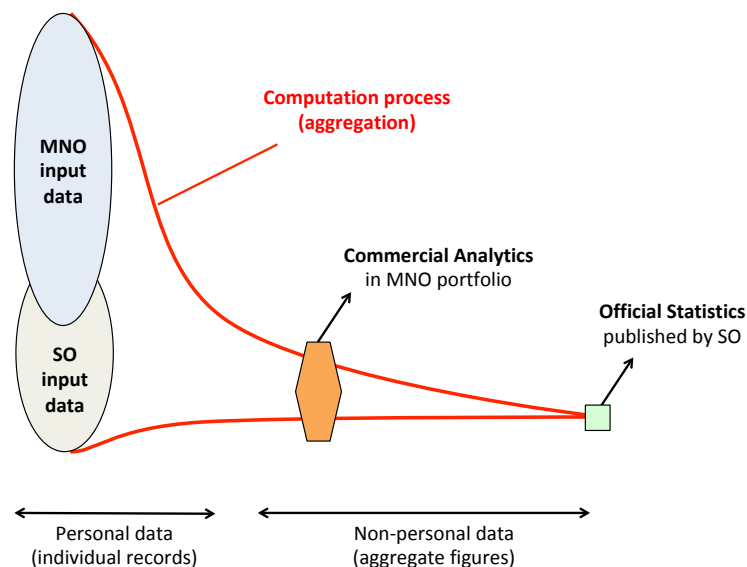 Computation process
(aggregation)
MNO
input
data
Commercial Analytics
in MNO portfolio
Official Statistics
published by SO
SO
input
data
Personal data
(individual records)
Non-personal data
(aggregate figures)